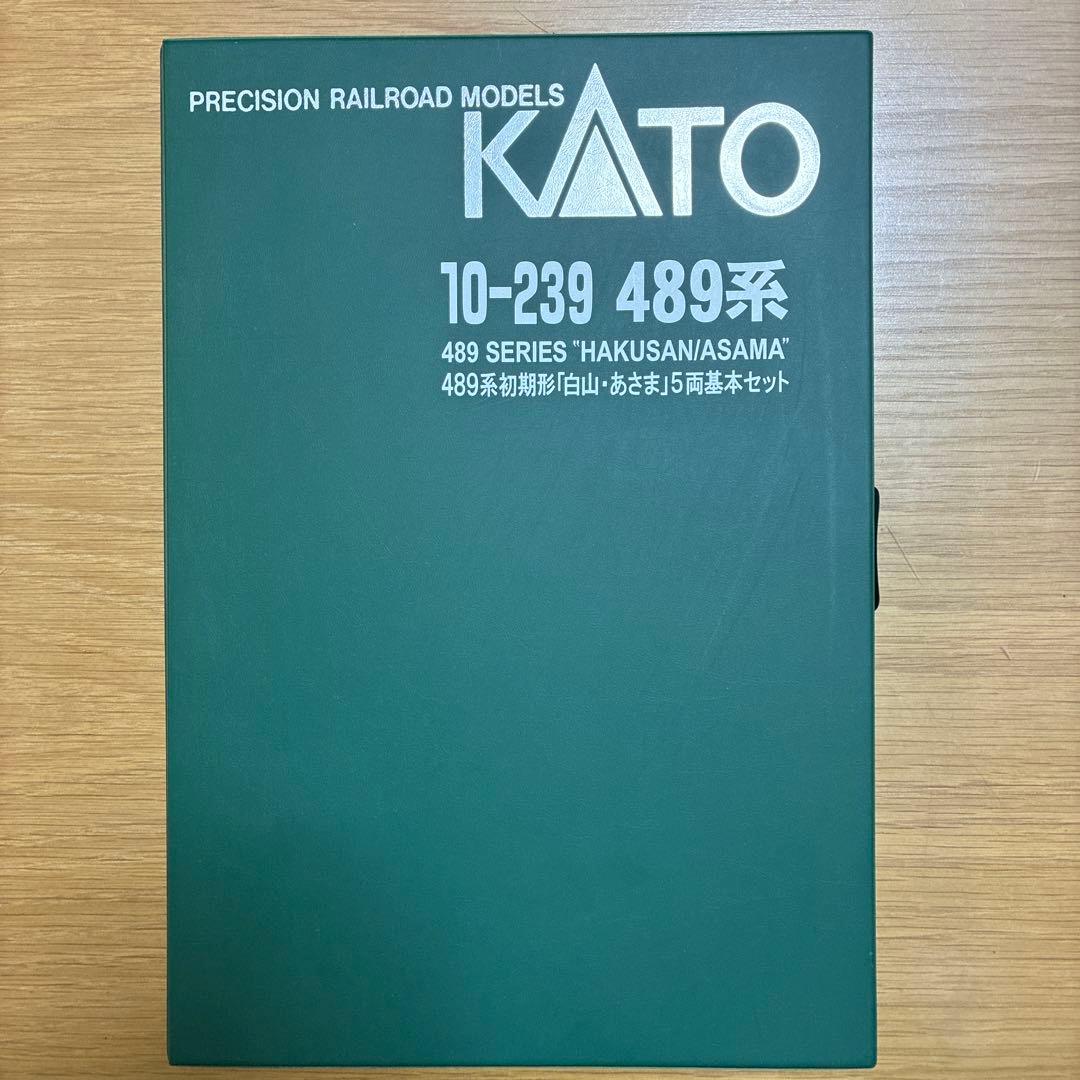 PRECISION RAILROAD MODELS
KATO
10-239 489系
489 SERIES "HAKUSAN/ASAMA"
489系初期形「白山・あさま」5両基本セット